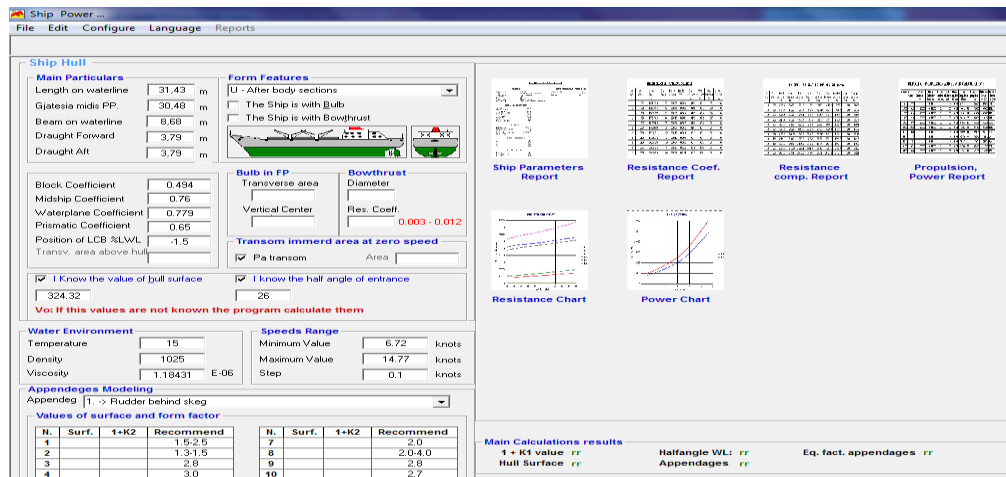 Ship Power ...
File Edit Configure Language Reports
Ship Hull
Main Particulars
Length on waterline 31,43 m
Gjatesia midis PP. 30,48 m
Beam on waterline 8,68 m
Draught Forward 3,79 m
Draught Aft 3,79 m
Form Features
U - After body sections
The Ship is with Bulb
The Ship is with Bowthrust
Block Coefficient 0.494
Midship Coefficient 0.76
Waterplane Coefficient 0.779
Prismatic Coefficient 0.65
Position of LCB %LWL -1.5
Transv. area above hull
Bulb in FP
Transverse area
Vertical Center
Bowthrust
Diameter
Res. Coeff.
0.003 - 0.012
Transom immerd area at zero speed
Pa transom Area
I Know the value of hull surface
324.32
I know the half angle of entrance
26
Vo: If this values are not known the program calculate them
Water Environment
Temperature 15
Density 1025
Viscosity 1.18431 E-06
Speeds Range
Minimum Value 6.72 knots
Maximum Value 14.77 knots
Step 0.1 knots
Appendeges Modeling
Appendeg 1. -> Rudder behind skeg
Values of surface and form factor
N. Surf. 1+K2 Recommend
1 1.5-2.5
2 1.3-1.5
3 2.8
4 3.0
N. Surf. 1+K2 Recommend
7 2.0
8 2.0-4.0
9 2.8
10 2.7
Ship Parameters
Report
Resistance Coef.
Report
Resistance
comp. Report
Propulsion,
Power Report
Resistance Chart
Power Chart
Main Calculations results
1 + K1 value rr Halfangle WL: rr Eq. fact. appendages rr
Hull Surface rr Appendages: rr